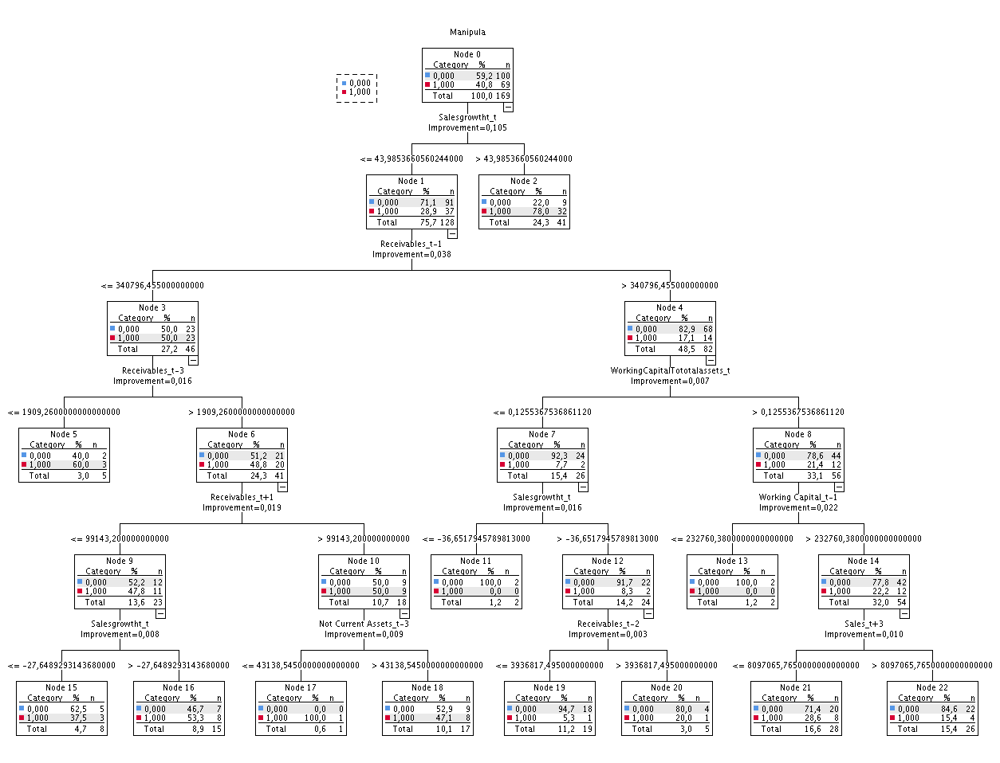 Manipula
0,000
1,000
Node 0
Category % n
0,000 59,2 100
1,000 40,8 69
Total 100,0 169
Salesgrowtht_t
Improvement=0,105
<= 43,9853660560244000
> 43,9853660560244000
Node 1
Category % n
0,000 71,1 91
1,000 28,9 37
Total 75,7 128
Node 2
Category % n
0,000 22,0 9
1,000 78,0 32
Total 24,3 41
Receivables_t-1
Improvement=0,038
<= 340796,455000000000
> 340796,455000000000
Node 3
Category % n
0,000 50,0 23
1,000 50,0 23
Total 27,2 46
Node 4
Category % n
0,000 82,9 68
1,000 17,1 14
Total 48,5 82
Receivables_t-3
Improvement=0,016
WorkingCapitalTototalassets_t
Improvement=0,007
<= 1909,2600000000000000
> 1909,2600000000000000
<= 0,1255367536861120
> 0,1255367536861120
Node 5
Category % n
0,000 40,0 2
1,000 60,0 3
Total 3,0 5
Node 6
Category % n
0,000 51,2 21
1,000 48,8 20
Total 24,3 41
Node 7
Category % n
0,000 92,3 24
1,000 7,7 2
Total 15,4 26
Node 8
Category % n
0,000 78,6 44
1,000 21,4 12
Total 33,1 56
Receivables_t+1
Improvement=0,019
Salesgrowtht_t
Improvement=0,016
Working Capital_t-1
Improvement=0,022
<= 99143,200000000000
> 99143,200000000000
<= -36,6517945789813000
> -36,6517945789813000
<= 232760,3800000000000000
> 232760,3800000000000000
Node 9
Category % n
0,000 52,2 12
1,000 47,8 11
Total 13,6 23
Node 10
Category % n
0,000 50,0 9
1,000 50,0 9
Total 10,7 18
Node 11
Category % n
0,000 100,0 2
1,000 0,0 0
Total 1,2 2
Node 12
Category % n
0,000 91,7 22
1,000 8,3 2
Total 14,2 24
Node 13
Category % n
0,000 100,0 2
1,000 0,0 0
Total 1,2 2
Node 14
Category % n
0,000 77,8 42
1,000 22,2 12
Total 32,0 54
Salesgrowtht_t
Improvement=0,008
Not Current Assets_t-3
Improvement=0,009
Receivables_t-2
Improvement=0,003
Sales_t+3
Improvement=0,010
<= -27,6489293143680000
> -27,6489293143680000
<= 43138,5450000000000000
> 43138,5450000000000000
<= 3936817,495000000000
> 3936817,495000000000
<= 8097065,7650000000000000
> 8097065,7650000000000000
Node 15
Category % n
0,000 62,5 5
1,000 37,5 3
Total 4,7 8
Node 16
Category % n
0,000 46,7 7
1,000 53,3 8
Total 8,9 15
Node 17
Category % n
0,000 0,0 0
1,000 100,0 1
Total 0,6 1
Node 18
Category % n
0,000 52,9 9
1,000 47,1 8
Total 10,1 17
Node 19
Category % n
0,000 94,7 18
1,000 5,3 1
Total 11,2 19
Node 20
Category % n
0,000 80,0 4
1,000 20,0 1
Total 3,0 5
Node 21
Category % n
0,000 71,4 20
1,000 28,6 8
Total 16,6 28
Node 22
Category % n
0,000 84,6 22
1,000 15,4 4
Total 15,4 26